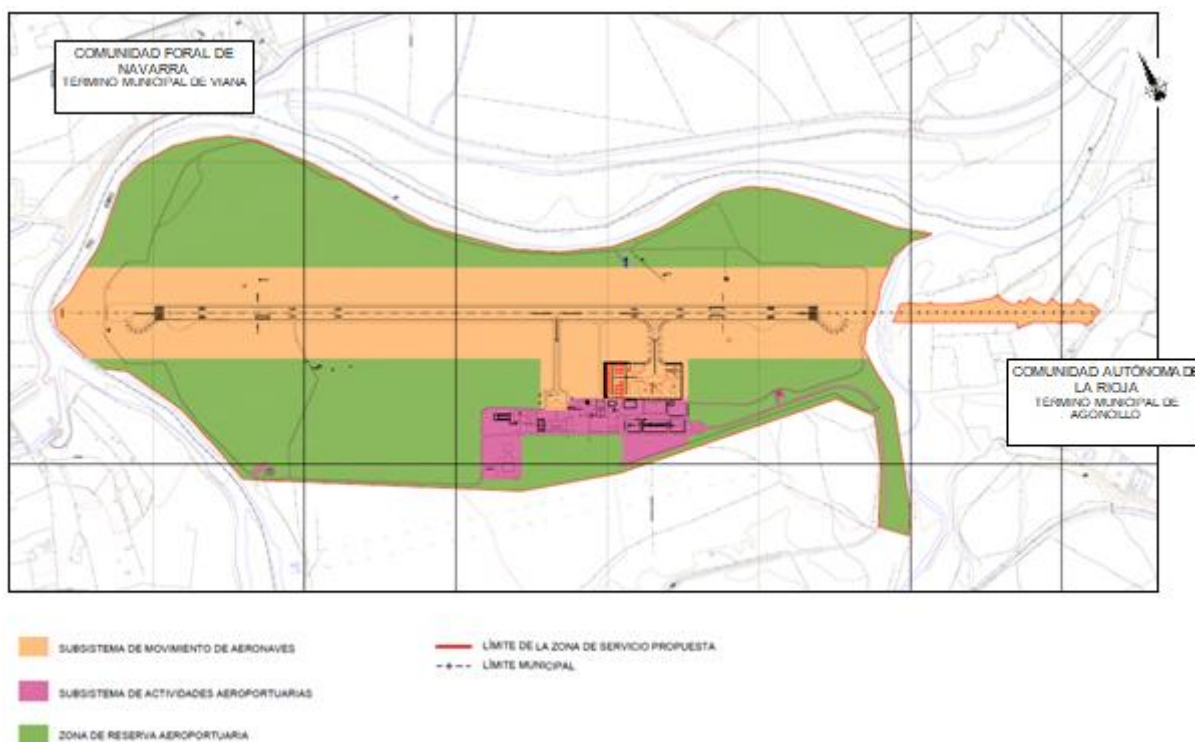 COMUNIDAD FORAL DE
NAVARRA
TÉRMINO MUNICIPAL DE VIANA
COMUNIDAD AUTÓNOMA DE
LA RIOJA
TÉRMINO MUNICIPAL DE
AGONCILLO
SUBSISTEMA DE MOVIMIENTO DE AERONAVES
SUBSISTEMA DE ACTIVIDADES AEROPORTUARIAS
ZONA DE RESERVA AEROPORTUARIA
LÍMITE DE LA ZONA DE SERVICIO PROPUESTA
LÍMITE MUNICIPAL